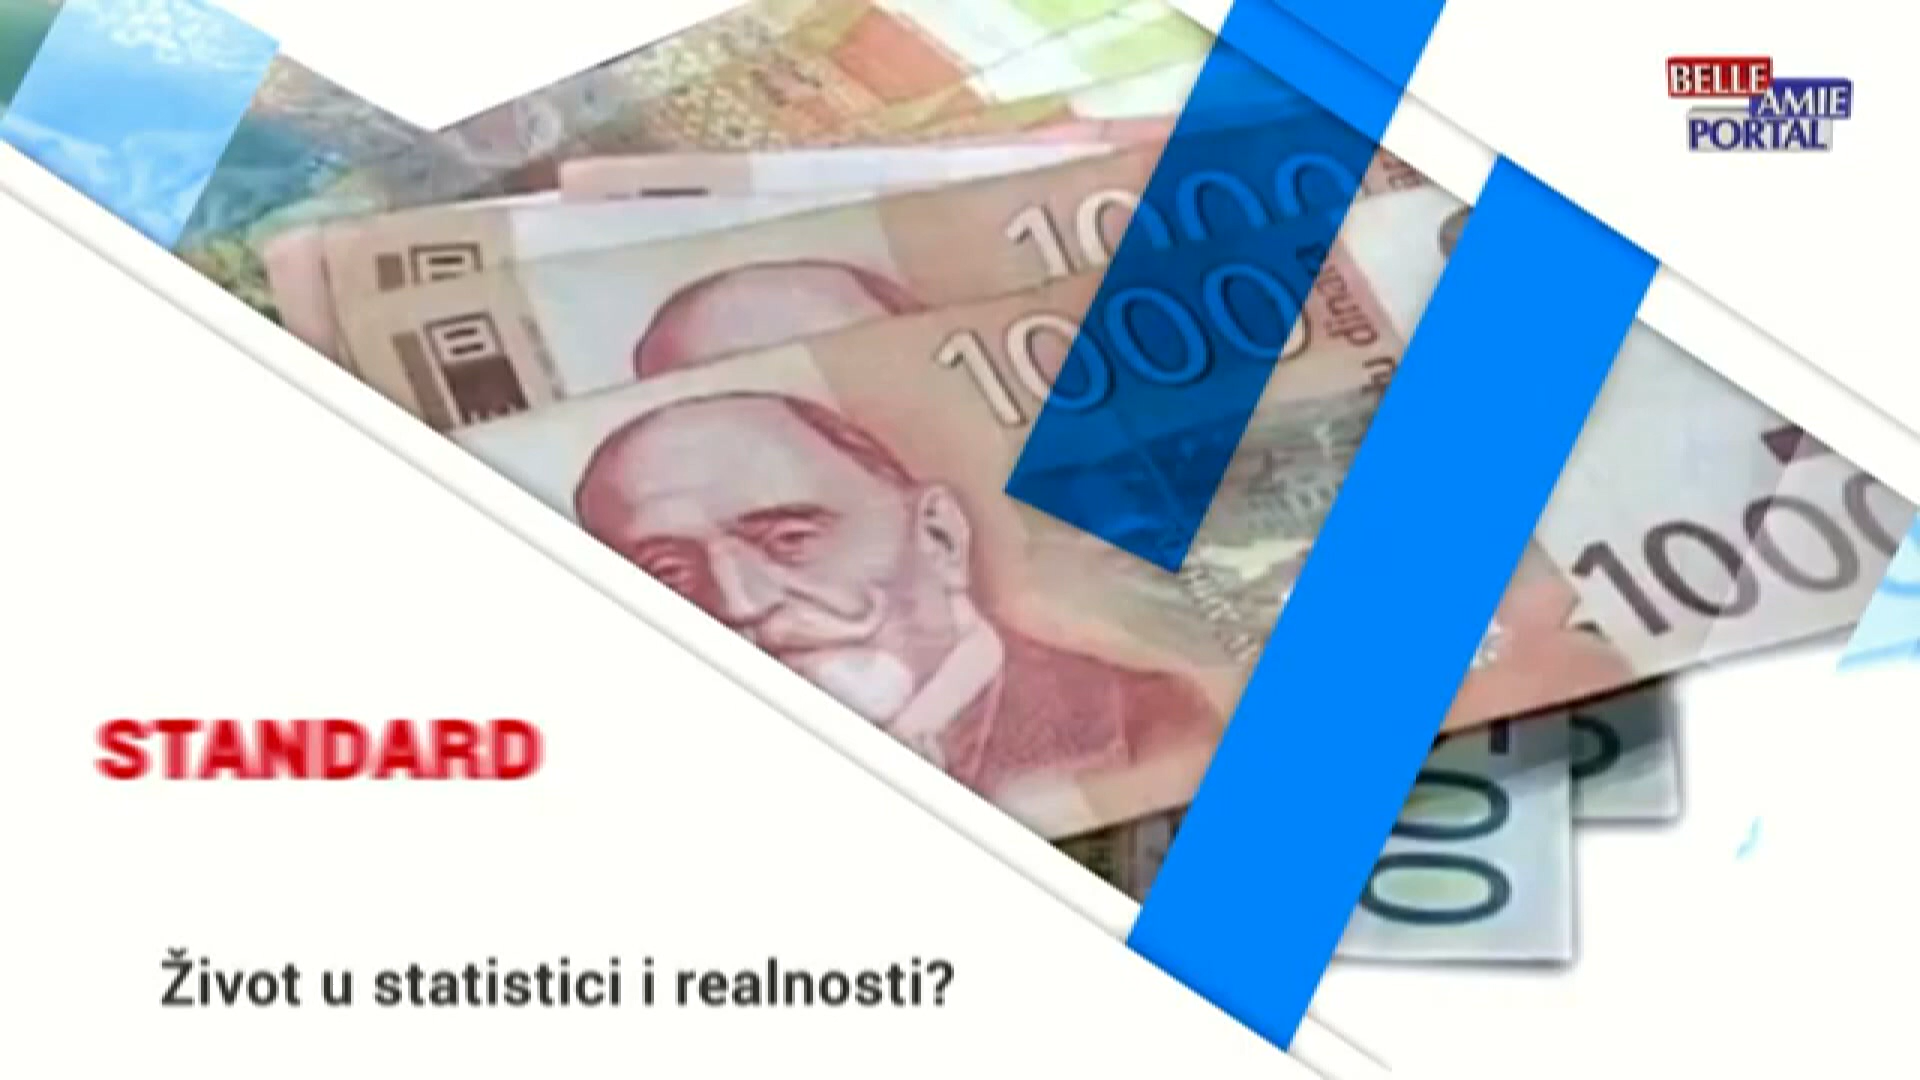 BELLE
AMIE
PORTAL
1000
1000
1000
STANDARD
Život u statistici i realnosti?